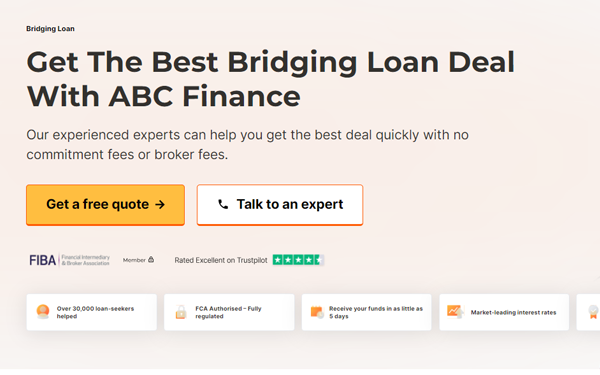 Bridging Loan
Get The Best Bridging Loan Deal
With ABC Finance
Our experienced experts can help you get the best deal quickly with no
commitment fees or broker fees.
Get a free quote →
Talk to an expert
FIBA Financial Intermediary
& Broker Association
Member
Rated Excellent on Trustpilot
Over 30,000 loan-seekers
helped
FCA Authorised – Fully
regulated
Receive your funds in as little as
5 days
Market-leading interest rates